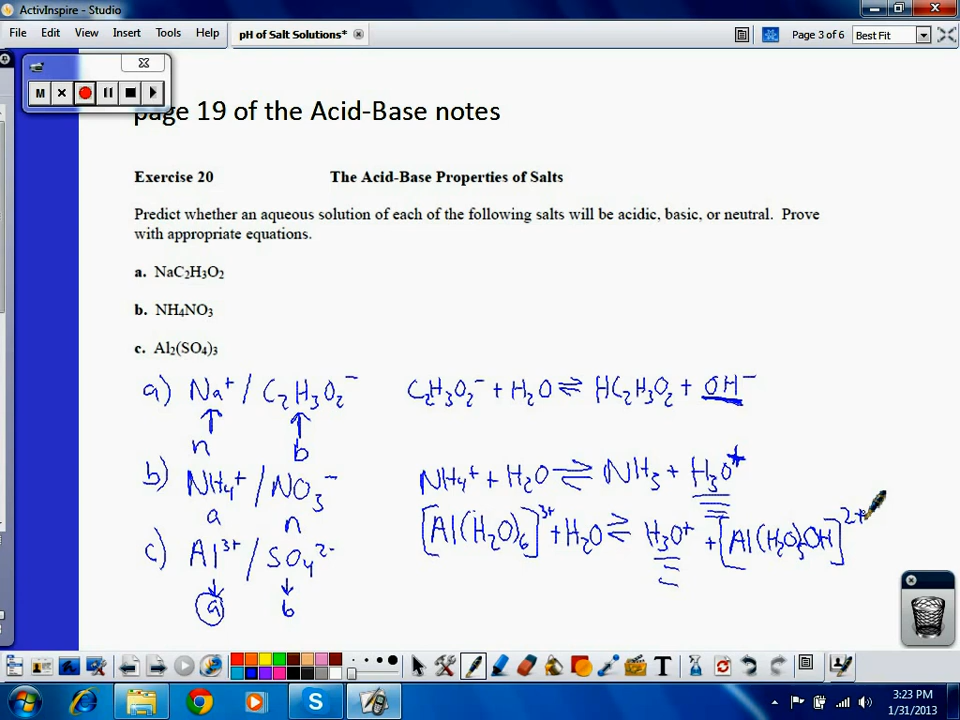 ActivInspire - Studio
File Edit View Insert Tools Help pH of Salt Solutions* Page 3 of 6 Best Fit
M
page 19 of the Acid-Base notes
Exercise 20 The Acid-Base Properties of Salts
Predict whether an aqueous solution of each of the following salts will be acidic, basic, or neutral. Prove
with appropriate equations.
a. NaC₂H₃O₂
b. NH₄NO₃
c. Al₂(SO₄)₃
a) Na⁺ / C₂H₃O₂⁻ C₂H₃O₂⁻ + H₂O ⇌ HC₂H₃O₂ + OH⁻
n b
b) NH₄⁺ / NO₃⁻ NH₄⁺ + H₂O ⇌ NH₃ + H₃O⁺
a n
[Al(H₂O)₆]³⁺ + H₂O ⇌ H₃O⁺ + [Al(H₂O)₅OH]²⁺
c) Al³⁺ / SO₄²⁻
a b
T
S
3:23 PM
1/31/2013